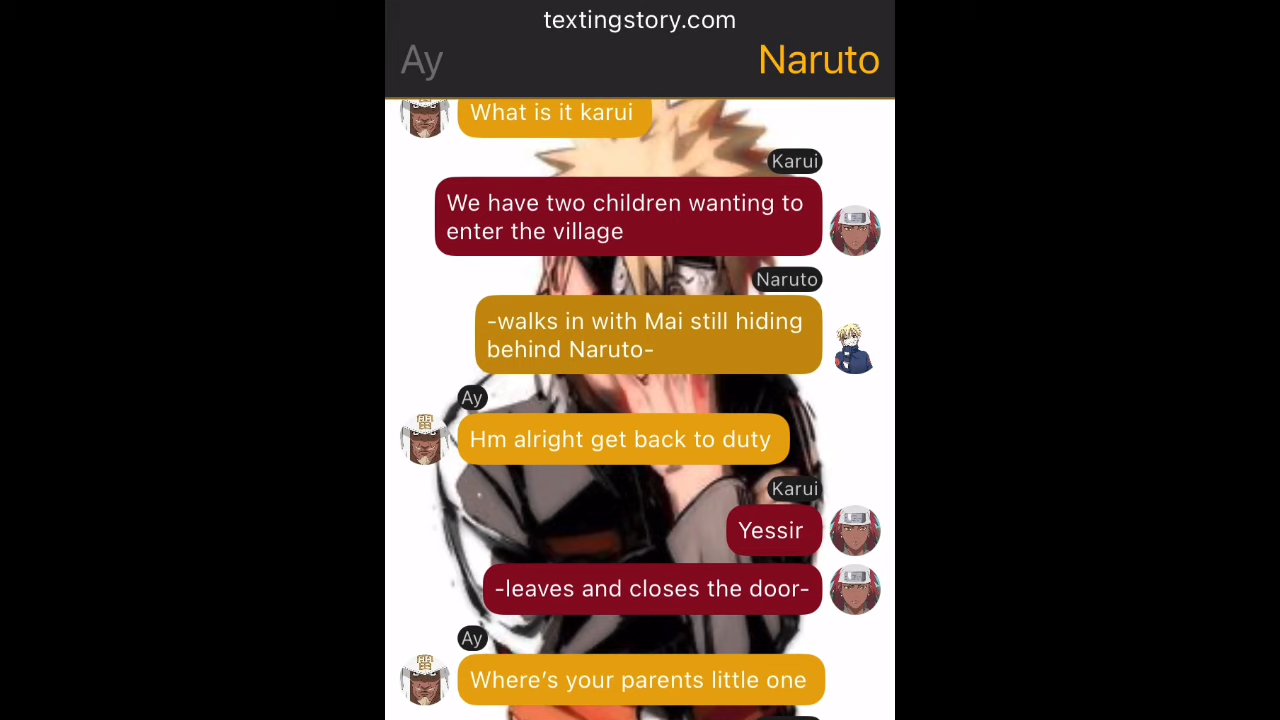 textingstory.com
Ay
Naruto
What is it karui
Karui
We have two children wanting to
enter the village
Naruto
-walks in with Mai still hiding
behind Naruto-
Ay
Hm alright get back to duty
Karui
Yessir
-leaves and closes the door-
Ay
Where’s your parents little one